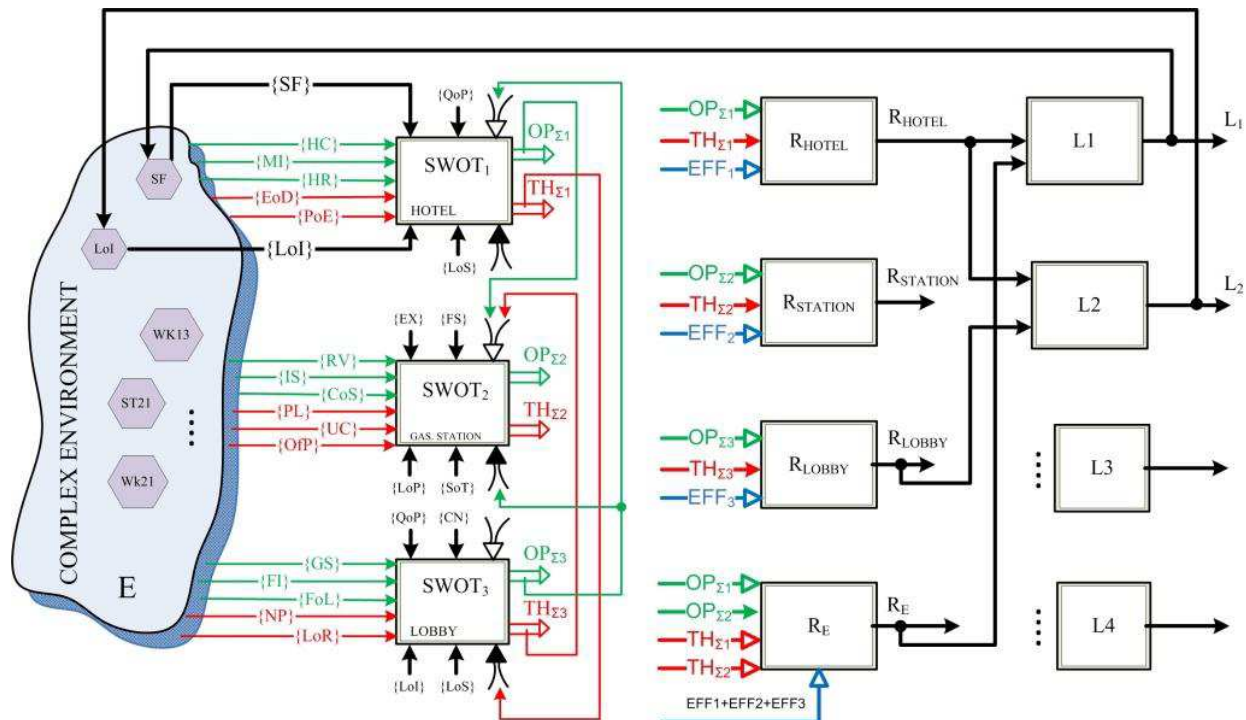 COMPLEX ENVIRONMENT
E
SF
LoI
WK13
ST21
Wk21
{SF}
{HC}
{MI}
{HR}
{EoD}
{PoE}
{LoI}
{QoP}
SWOT1
HOTEL
{LoS}
OPΣ1
THΣ1
{EX}
{FS}
{RV}
{IS}
{CoS}
{PL}
{UC}
{OfP}
SWOT2
GAS. STATION
{LoP}
{SoT}
OPΣ2
THΣ2
{QoP}
{CN}
{GS}
{FI}
{FoL}
{NP}
{LoR}
SWOT3
LOBBY
{LoI}
{LoS}
OPΣ3
THΣ3
OPΣ1
THΣ1
EFF1
RHOTEL
RHOTEL
L1
L1
OPΣ2
THΣ2
EFF2
RSTATION
RSTATION
L2
L2
OPΣ3
THΣ3
EFF3
RLOBBY
RLOBBY
L3
OPΣ1
OPΣ2
THΣ1
THΣ2
RE
RE
L4
EFF1+EFF2+EFF3